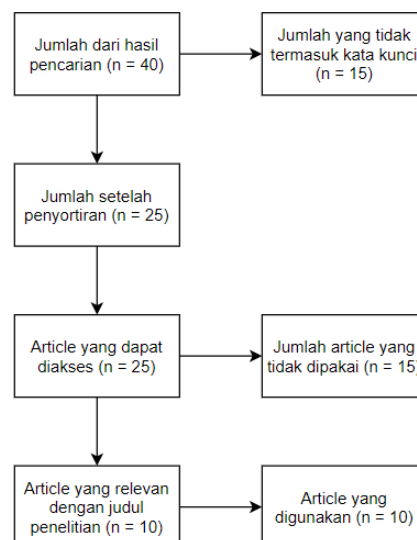 Jumlah dari hasil
pencarian (n = 40)
Jumlah yang tidak
termasuk kata kunci
(n = 15)
Jumlah setelah
penyortiran (n = 25)
Article yang dapat
diakses (n = 25)
Jumlah article yang
tidak dipakai (n = 15)
Article yang relevan
dengan judul
penelitian (n = 10)
Article yang
digunakan (n = 10)